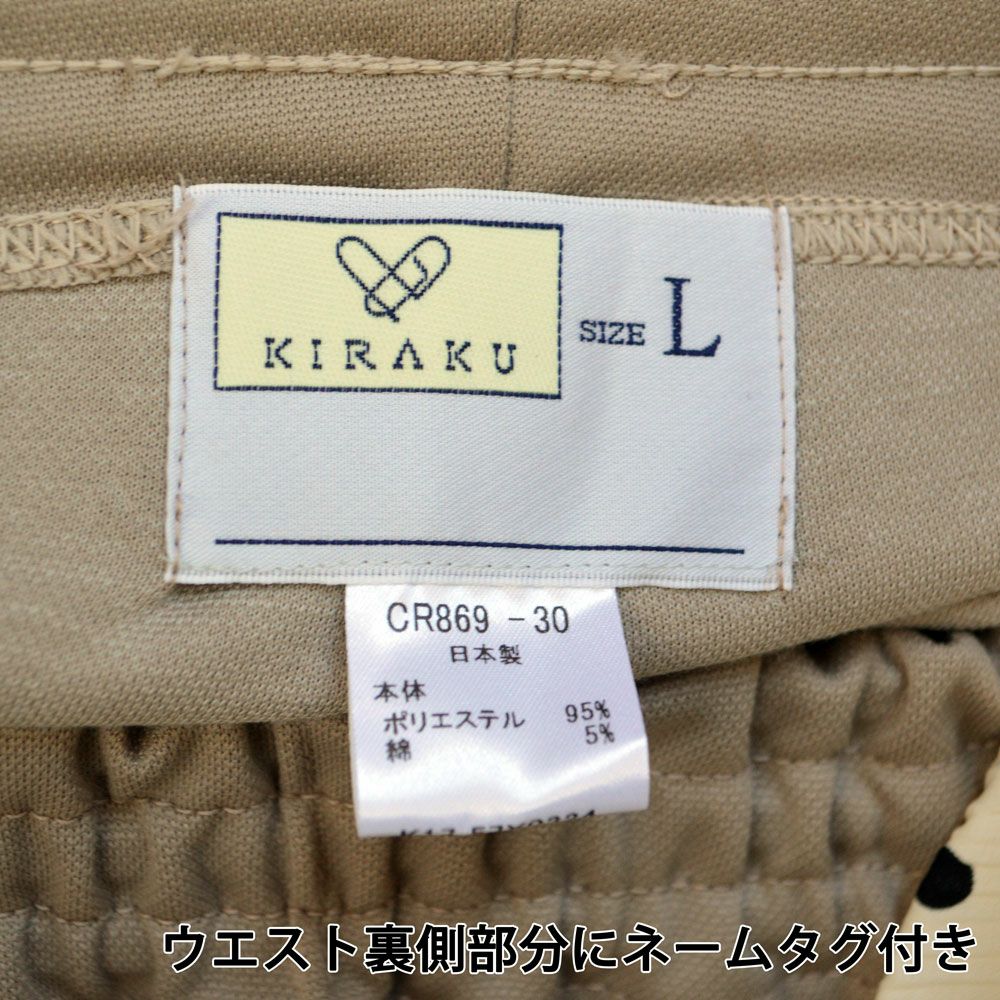 KIRAKU
SIZE L
CR869 -30
日本製
本体
ポリエステル 95%
綿 5%
ウエスト裏側部分にネームタグ付き